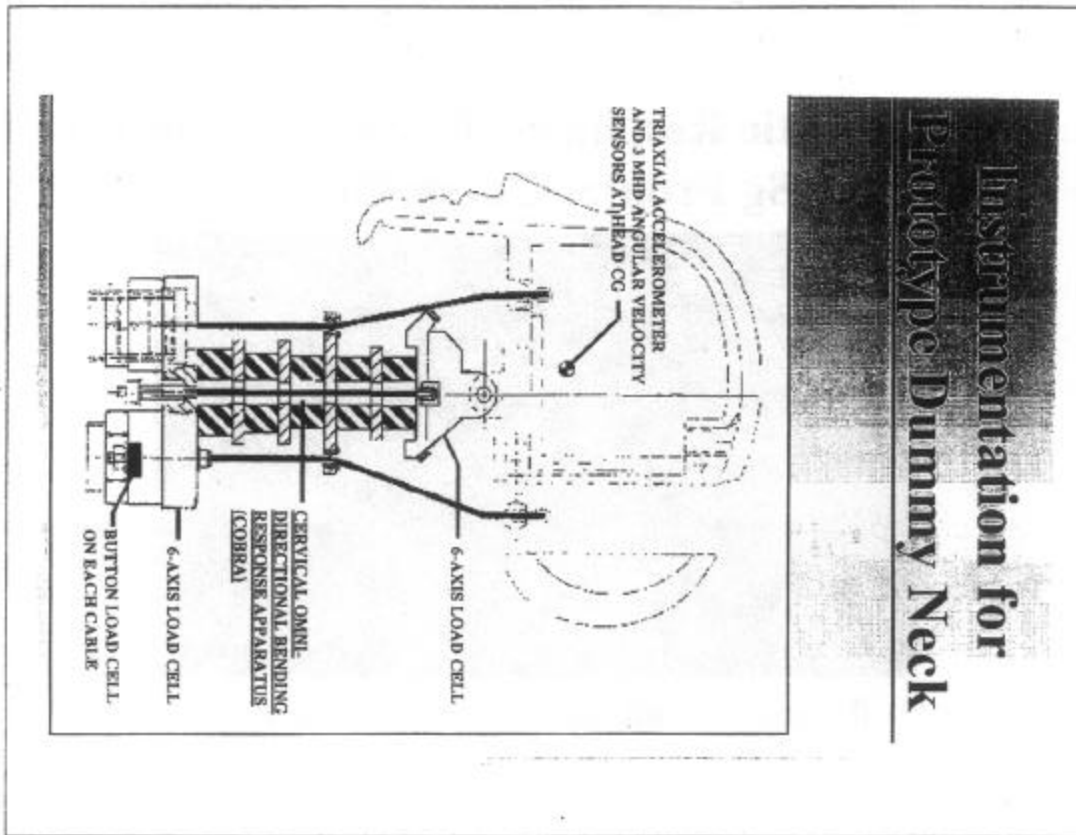 Instrumentation for
Prototype Dummy Neck
TRIAXIAL ACCELEROMETER
AND 3 MHD ANGULAR VELOCITY
SENSORS AT HEAD CG
6-AXIS LOAD CELL
CERVICAL OMNI-
DIRECTIONAL BENDING
RESPONSE APPARATUS
(COBRA)
6-AXIS LOAD CELL
BUTTON LOAD CELL
ON EACH CABLE